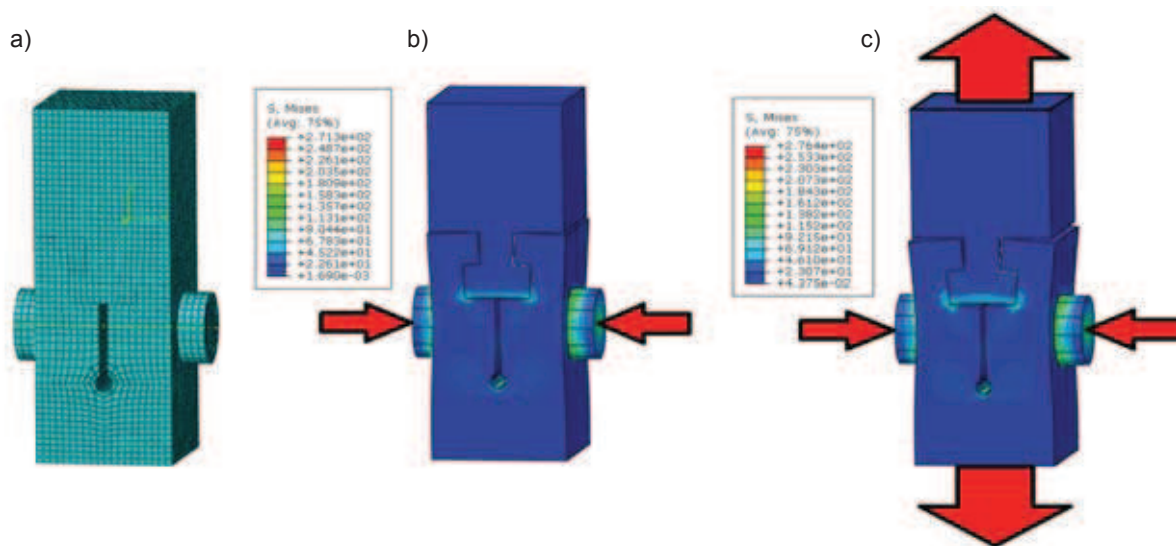 a)
b)
c)
S, Mises
(Avg: 75%)
+2.713e+02
+2.487e+02
+2.261e+02
+2.035e+02
+1.809e+02
+1.583e+02
+1.357e+02
+1.131e+02
+9.044e+01
+6.783e+01
+4.522e+01
+2.261e+01
+1.690e-03
S, Mises
(Avg: 75%)
+2.764e+02
+2.533e+02
+2.303e+02
+2.073e+02
+1.843e+02
+1.612e+02
+1.382e+02
+1.152e+02
+9.215e+01
+6.912e+01
+4.610e+01
+2.307e+01
+4.375e-02